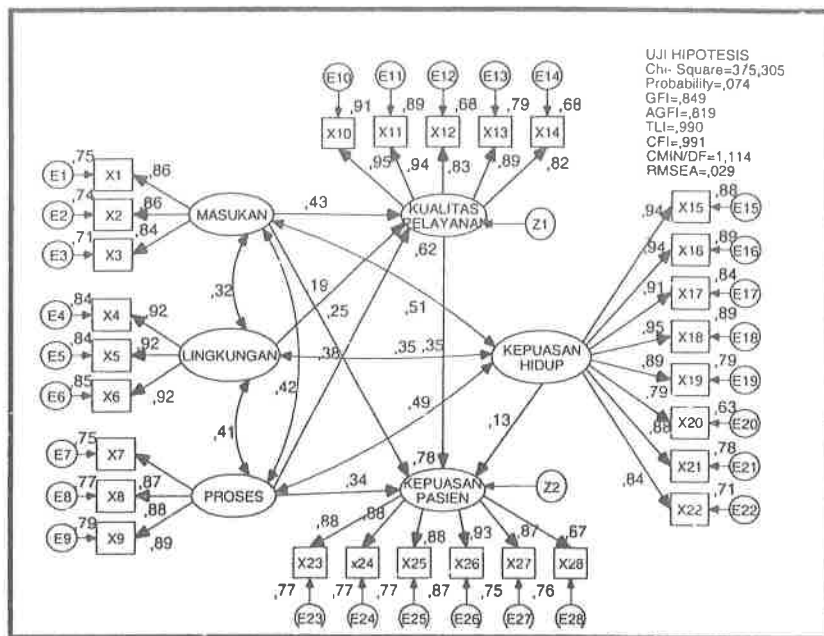 UJI HIPOTESIS
Chi- Square=375,305
Probability=,074
GFI=,849
AGFI=,819
TLI=,990
CFI=,991
CMIN/DF=1,114
RMSEA=,029
E10 E11 E12 E13 E14
,91 ,89 ,68 ,79 ,68
X10 X11 X12 X13 X14
,95 ,94 ,83 ,89 ,82
E1 ,75 X1 ,86
E2 ,74 X2 ,86
E3 ,71 X3 ,84
MASUKAN
,43
KUALITAS
PELAYANAN
,62
Z1
,32
19
,25
,51
E4 ,84 X4 ,92
E5 ,84 X5 ,92
E6 ,85 X6 ,92
LINGKUNGAN
,38
,35 ,35
KEPUASAN
HIDUP
,42
,41
,49
,13
E7 ,75 X7 ,87
E8 ,77 X8 ,88
E9 ,79 X9 ,89
PROSES
,34
,78
KEPUASAN
PASIEN
Z2
,94 X15 ,88 E15
,94 X16 ,89 E16
,91 X17 ,84 E17
,95 X18 ,89 E18
,89 X19 ,79 E19
,79 X20 ,63 E20
,88 X21 ,78 E21
,84 X22 ,71 E22
,88 ,88 ,88 ,93 ,87 ,67
X23 x24 X25 X26 X27 X28
,77 ,77 ,77 ,87 ,75 ,76
E23 E24 E25 E26 E27 E28